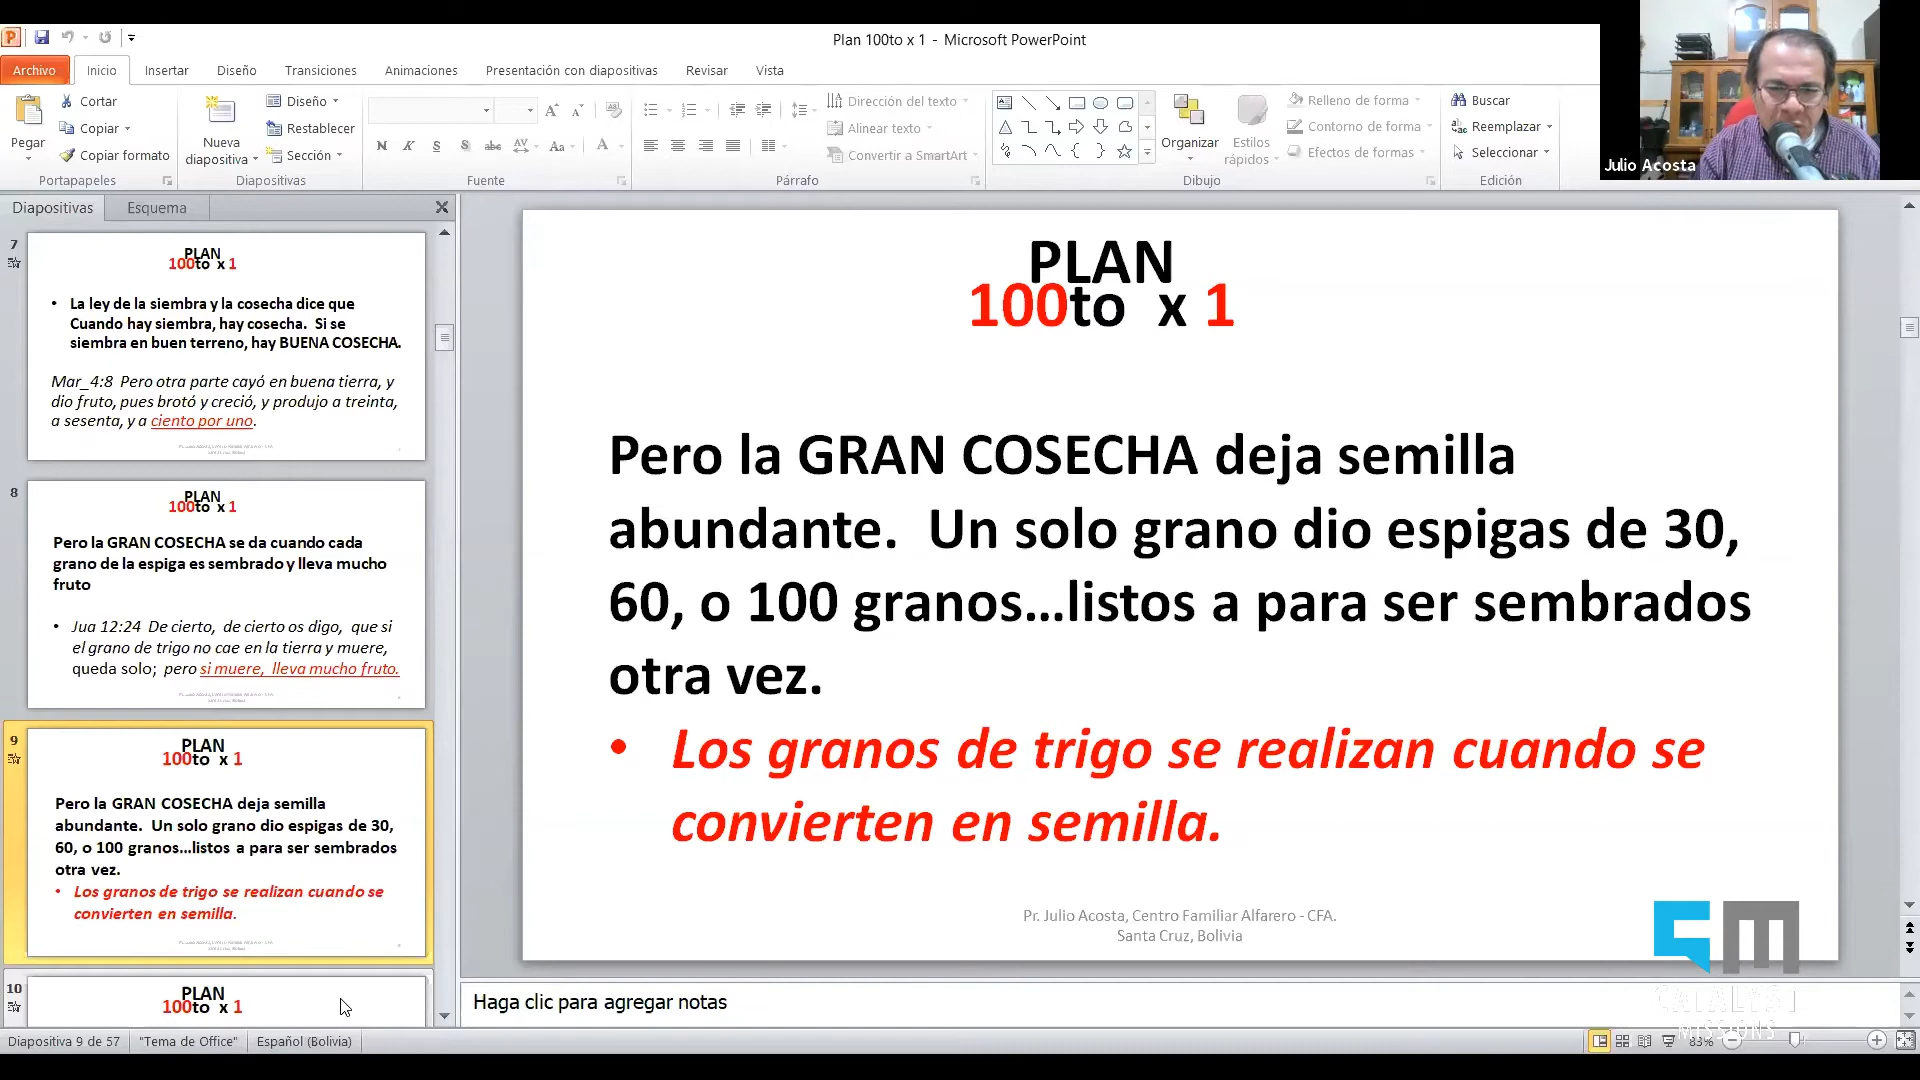 Plan 100to x 1 - Microsoft PowerPoint
Archivo Inicio Insertar Diseño Transiciones Animaciones Presentación con diapositivas Revisar Vista
Pegar
Cortar
Copiar
Copiar formato
Portapapeles
Nueva
diapositiva
Diseño
Restablecer
Sección
Diapositivas
N K S S abc AV Aa A
Fuente
Dirección del texto
Alinear texto
Convertir a SmartArt
Párrafo
Organizar
Estilos
rápidos
Relleno de forma
Contorno de forma
Efectos de formas
Dibujo
Buscar
Reemplazar
Seleccionar
Edición
Julio Acosta
Diapositivas Esquema
7
PLAN
100to x 1
• La ley de la siembra y la cosecha dice que
Cuando hay siembra, hay cosecha. Si se
siembra en buen terreno, hay BUENA COSECHA.
Mar_4:8 Pero otra parte cayó en buena tierra, y
dio fruto, pues brotó y creció, y produjo a treinta,
a sesenta, y a ciento por uno.
8
PLAN
100to x 1
Pero la GRAN COSECHA se da cuando cada
grano de la espiga es sembrado y lleva mucho
fruto
• Jua 12:24 De cierto, de cierto os digo, que si
el grano de trigo no cae en la tierra y muere,
queda solo; pero si muere, lleva mucho fruto.
9
PLAN
100to x 1
Pero la GRAN COSECHA deja semilla
abundante. Un solo grano dio espigas de 30,
60, o 100 granos...listos a para ser sembrados
otra vez.
• Los granos de trigo se realizan cuando se
convierten en semilla.
10
PLAN
100to x 1
PLAN
100to x 1
Pero la GRAN COSECHA deja semilla
abundante. Un solo grano dio espigas de 30,
60, o 100 granos...listos a para ser sembrados
otra vez.
• Los granos de trigo se realizan cuando se
convierten en semilla.
Pr. Julio Acosta, Centro Familiar Alfarero - CFA.
Santa Cruz, Bolivia
CATALYST
MISSIONS
Haga clic para agregar notas
Diapositiva 9 de 57 "Tema de Office" Español (Bolivia) 83%